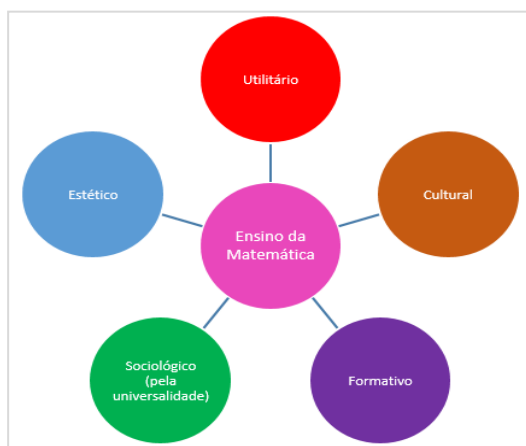 Utilitário
Estético
Cultural
Ensino da
Matemática
Sociológico
(pela
universalidade)
Formativo